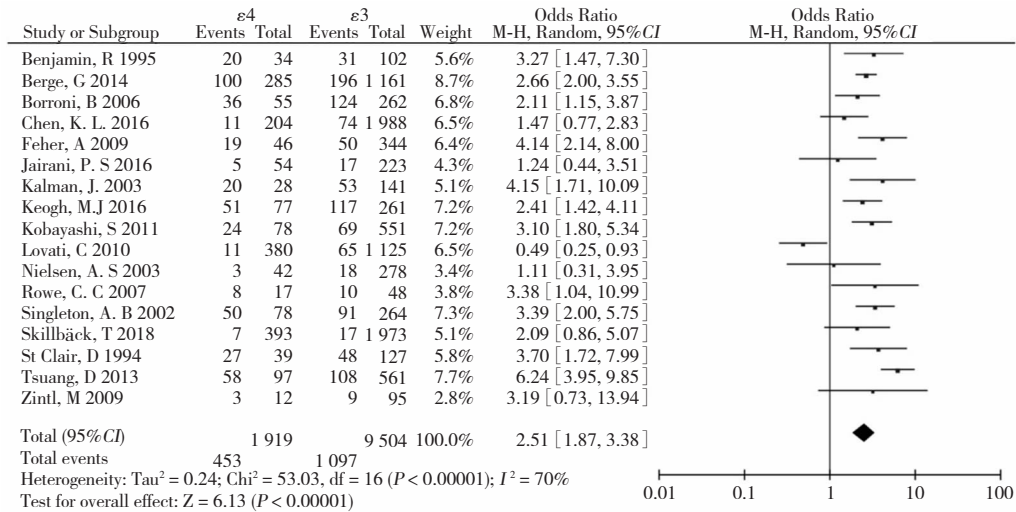 ε4 ε3 Odds Ratio Odds Ratio
Study or Subgroup Events Total Events Total Weight M-H, Random, 95%CI M-H, Random, 95%CI
Benjamin, R 1995 20 34 31 102 5.6% 3.27 [1.47, 7.30]
Berge, G 2014 100 285 196 1 161 8.7% 2.66 [2.00, 3.55]
Borroni, B 2006 36 55 124 262 6.8% 2.11 [1.15, 3.87]
Chen, K. L. 2016 11 204 74 1 988 6.5% 1.47 [0.77, 2.83]
Feher, A 2009 19 46 50 344 6.4% 4.14 [2.14, 8.00]
Jairani, P. S 2016 5 54 17 223 4.3% 1.24 [0.44, 3.51]
Kalman, J. 2003 20 28 53 141 5.1% 4.15 [1.71, 10.09]
Keogh, M.J 2016 51 77 117 261 7.2% 2.41 [1.42, 4.11]
Kobayashi, S 2011 24 78 69 551 7.2% 3.10 [1.80, 5.34]
Lovati, C 2010 11 380 65 1 125 6.5% 0.49 [0.25, 0.93]
Nielsen, A. S 2003 3 42 18 278 3.4% 1.11 [0.31, 3.95]
Rowe, C. C 2007 8 17 10 48 3.8% 3.38 [1.04, 10.99]
Singleton, A. B 2002 50 78 91 264 7.3% 3.39 [2.00, 5.75]
Skillbäck, T 2018 7 393 17 1 973 5.1% 2.09 [0.86, 5.07]
St Clair, D 1994 27 39 48 127 5.8% 3.70 [1.72, 7.99]
Tsuang, D 2013 58 97 108 561 7.7% 6.24 [3.95, 9.85]
Zintl, M 2009 3 12 9 95 2.8% 3.19 [0.73, 13.94]
Total (95%CI) 1 919 9 504 100.0% 2.51 [1.87, 3.38]
Total events 453 1 097
Heterogeneity: Tau² = 0.24; Chi² = 53.03, df = 16 (P < 0.00001); I² = 70%
Test for overall effect: Z = 6.13 (P < 0.00001)
0.01 0.1 1 10 100